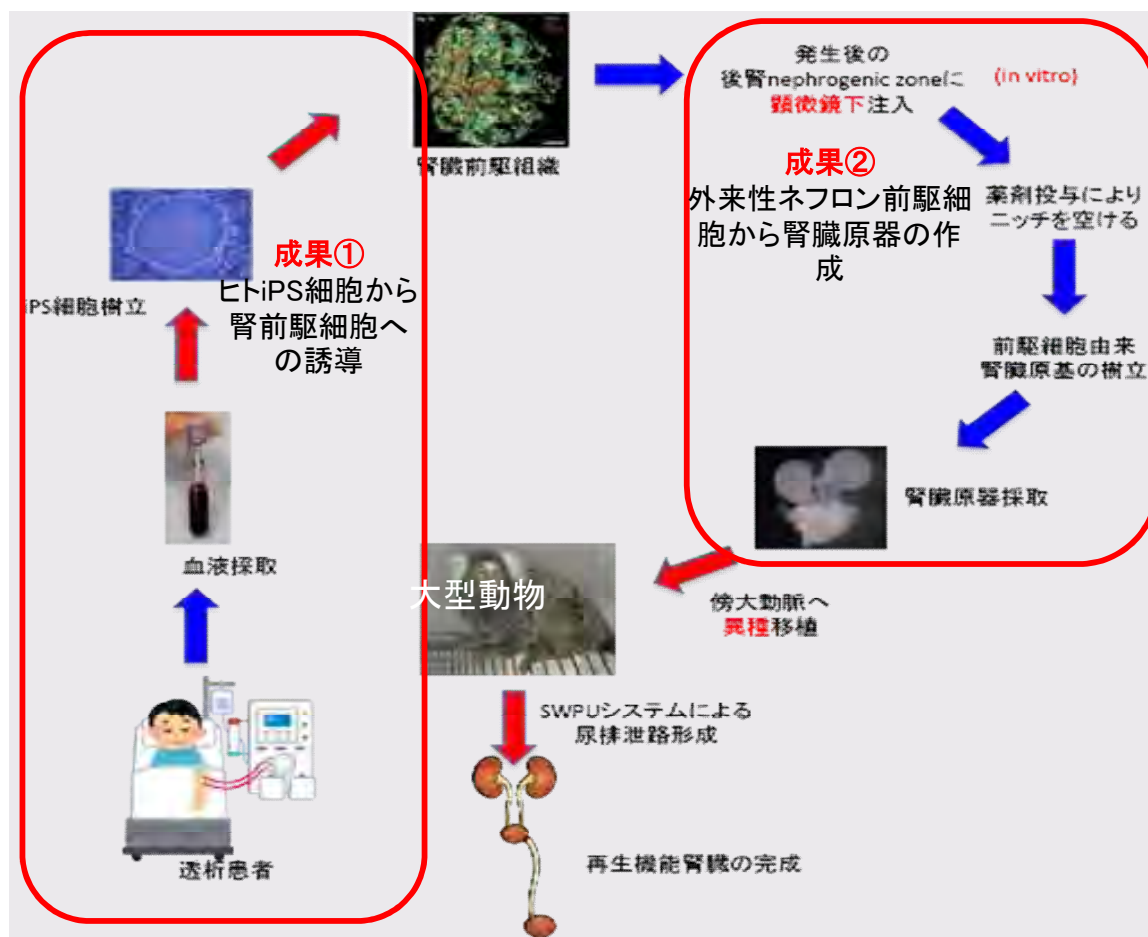 発生後の
後腎nephrogenic zoneに
顕微鏡下注入
(in vitro)
腎臓前駆組織
成果②
外来性ネフロン前駆細
胞から腎臓原器の作
成
薬剤投与により
ニッチを空ける
成果①
ヒトiPS細胞から
腎前駆細胞へ
の誘導
iPS細胞樹立
前駆細胞由来
腎臓原基の樹立
腎臓原器採取
血液採取
大型動物
傍大動脈へ
異種移植
SWPUシステムによる
尿排泄路形成
透析患者
再生機能腎臓の完成